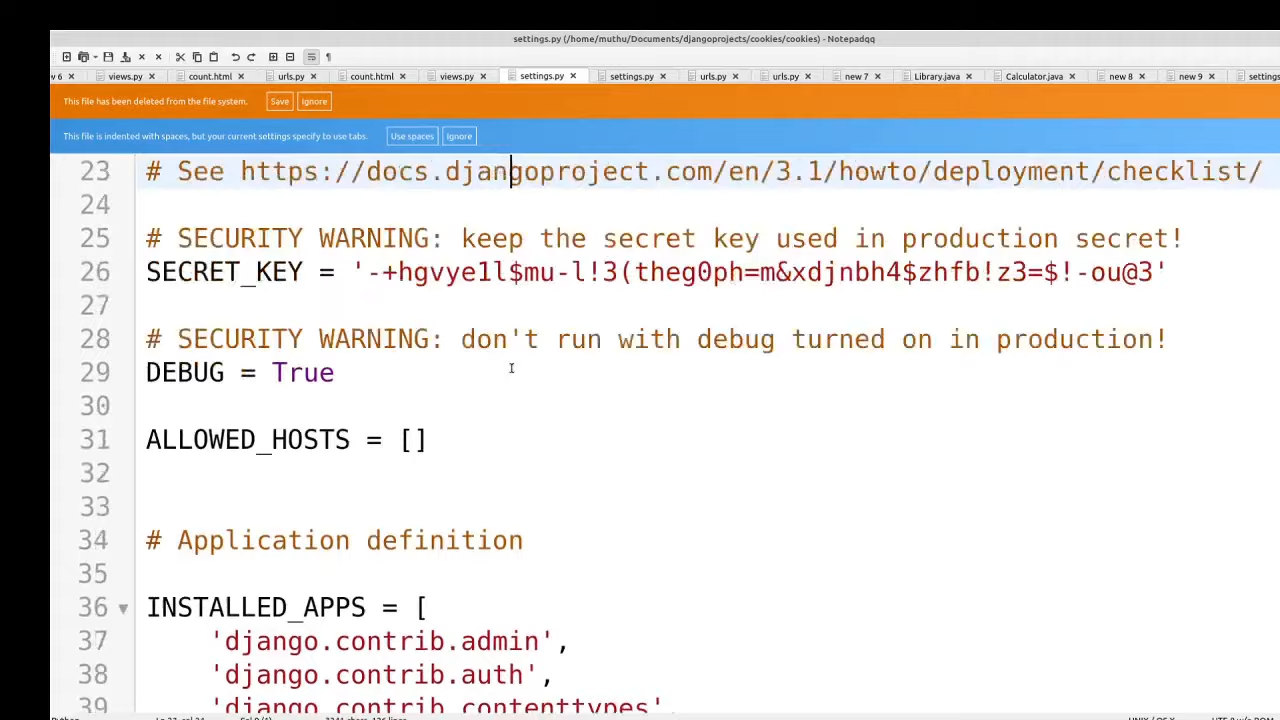 settings.py (/home/muthu/Documents/djangoprojects/cookies/cookies) - Notepadqq
w 6 views.py count.html urls.py count.html views.py settings.py settings.py urls.py urls.py new 7 Library.java Calculator.java new 8 new 9 settings
This file has been deleted from the file system. Save Ignore
This file is indented with spaces, but your current settings specify to use tabs. Use spaces Ignore
23 # See https://docs.djangoproject.com/en/3.1/howto/deployment/checklist/
24
25 # SECURITY WARNING: keep the secret key used in production secret!
26 SECRET_KEY = '-+hgvye1l$mu-l!3(theg0ph=m&xdjnbh4$zhfb!z3=$!-ou@3'
27
28 # SECURITY WARNING: don't run with debug turned on in production!
29 DEBUG = True
30
31 ALLOWED_HOSTS = []
32
33
34 # Application definition
35
36 INSTALLED_APPS = [
37 'django.contrib.admin',
38 'django.contrib.auth',
39 'django.contrib.contenttypes',